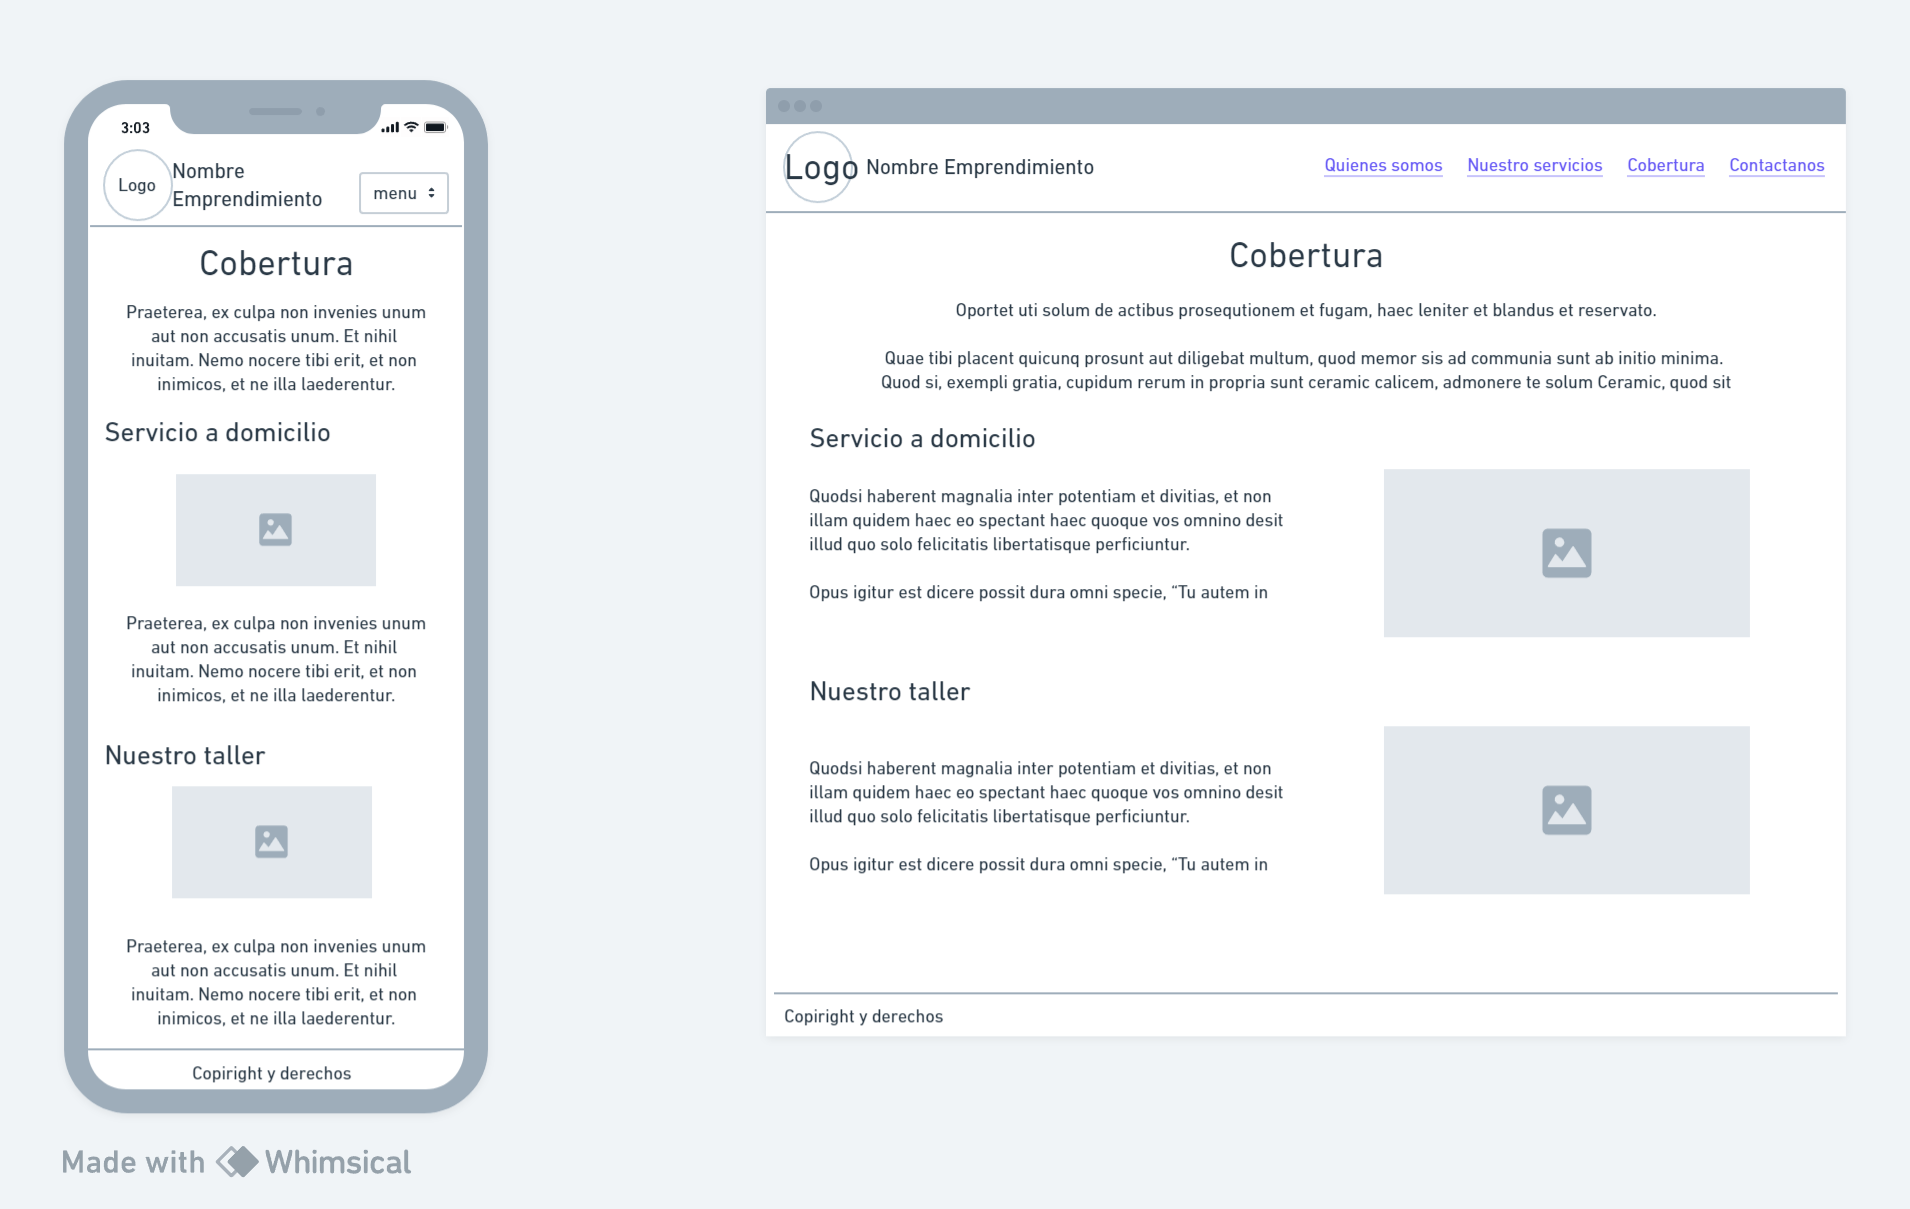 3:03
Logo
Nombre
Emprendimiento
menu
Cobertura
Praeterea, ex culpa non invenies unum
aut non accusatis unum. Et nihil
inuitam. Nemo nocere tibi erit, et non
inimicos, et ne illa laederentur.
Servicio a domicilio
Praeterea, ex culpa non invenies unum
aut non accusatis unum. Et nihil
inuitam. Nemo nocere tibi erit, et non
inimicos, et ne illa laederentur.
Nuestro taller
Praeterea, ex culpa non invenies unum
aut non accusatis unum. Et nihil
inuitam. Nemo nocere tibi erit, et non
inimicos, et ne illa laederentur.
Copiright y derechos
Logo Nombre Emprendimiento
Quienes somos Nuestro servicios Cobertura Contactanos
Cobertura
Oportet uti solum de actibus prosequtionem et fugam, haec leniter et blandus et reservato.
Quae tibi placent quicunq prosunt aut diligebat multum, quod memor sis ad communia sunt ab initio minima.
Quod si, exempli gratia, cupidum rerum in propria sunt ceramic calicem, admonere te solum Ceramic, quod sit
Servicio a domicilio
Quodsi haberent magnalia inter potentiam et divitias, et non
illam quidem haec eo spectant haec quoque vos omnino desit
illud quo solo felicitatis libertatisque perficiuntur.
Opus igitur est dicere possit dura omni specie, “Tu autem in
Nuestro taller
Quodsi haberent magnalia inter potentiam et divitias, et non
illam quidem haec eo spectant haec quoque vos omnino desit
illud quo solo felicitatis libertatisque perficiuntur.
Opus igitur est dicere possit dura omni specie, “Tu autem in
Copiright y derechos
Made with Whimsical